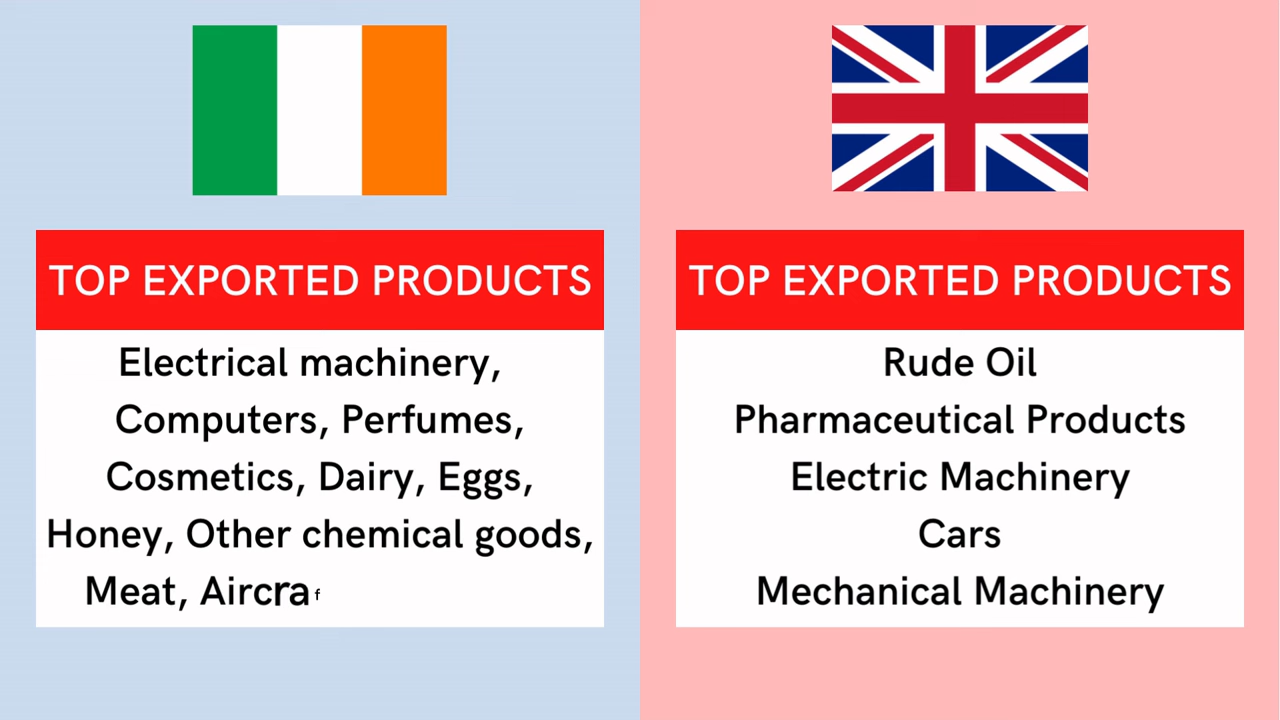 TOP EXPORTED PRODUCTS
Electrical machinery,
Computers, Perfumes,
Cosmetics, Dairy, Eggs,
Honey, Other chemical goods,
Meat, Aircraf
TOP EXPORTED PRODUCTS
Rude Oil
Pharmaceutical Products
Electric Machinery
Cars
Mechanical Machinery